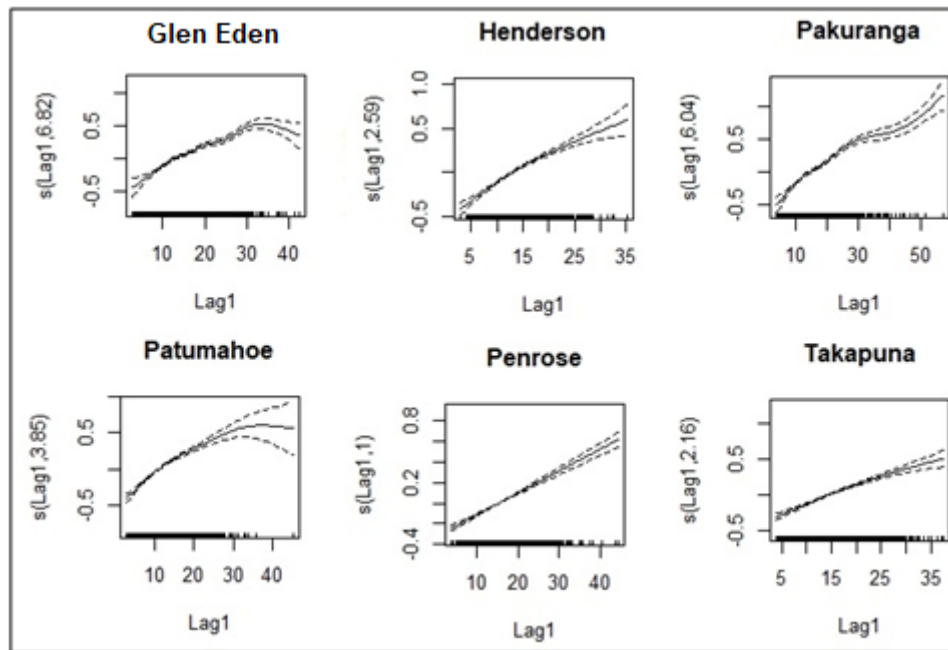 Glen Eden
s(Lag1,6.82)
-0.5 0.5
10 20 30 40
Lag1
Henderson
s(Lag1,2.59)
-0.5 0.5 1.0
5 15 25 35
Lag1
Pakuranga
s(Lag1,6.04)
-0.5 0.5
10 30 50
Lag1
Patumahoe
s(Lag1,3.85)
-0.5 0.5
10 20 30 40
Lag1
Penrose
s(Lag1,1)
-0.4 0.2 0.8
10 20 30 40
Lag1
Takapuna
s(Lag1,2.16)
-0.5 0.5
5 15 25 35
Lag1